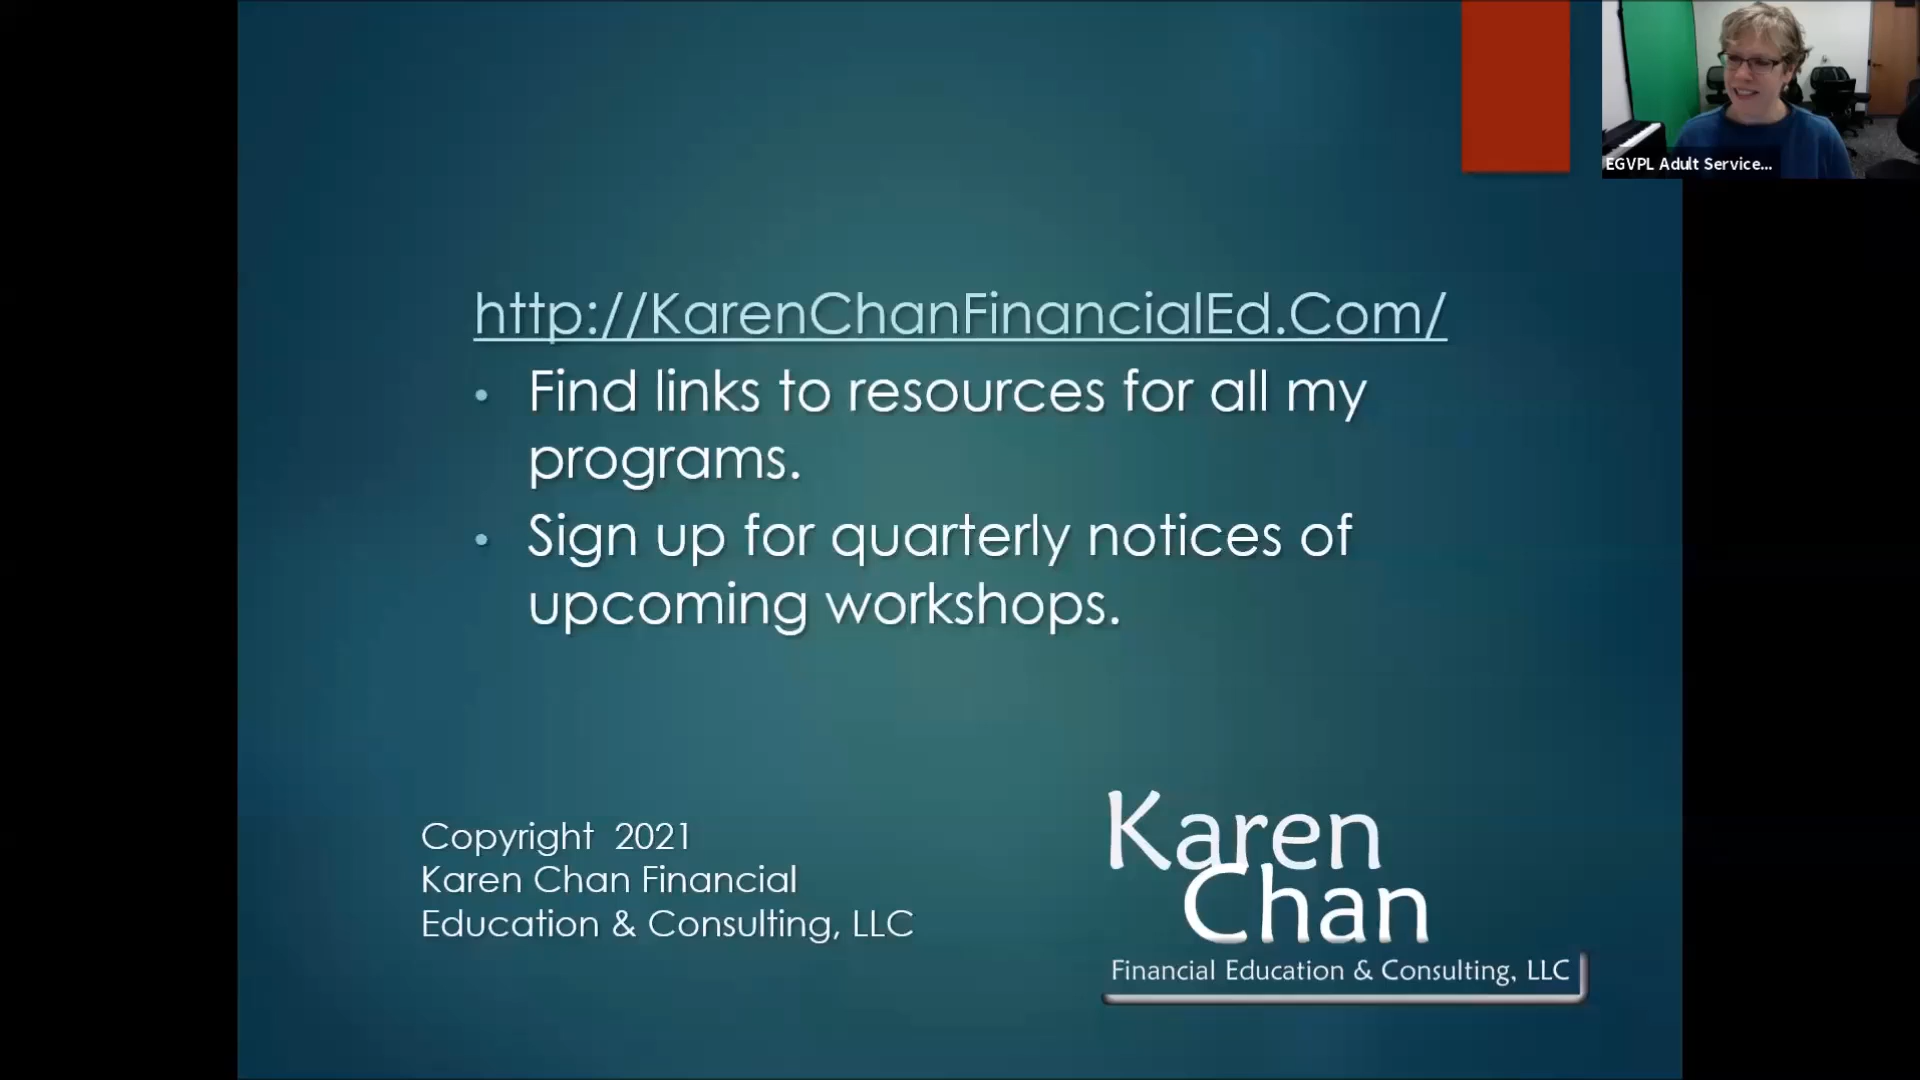 http://KarenChanFinancialEd.Com/
• Find links to resources for all my
programs.
• Sign up for quarterly notices of
upcoming workshops.
Copyright 2021
Karen Chan Financial
Education & Consulting, LLC
Karen
Chan
Financial Education & Consulting, LLC
EGVPL Adult Service...